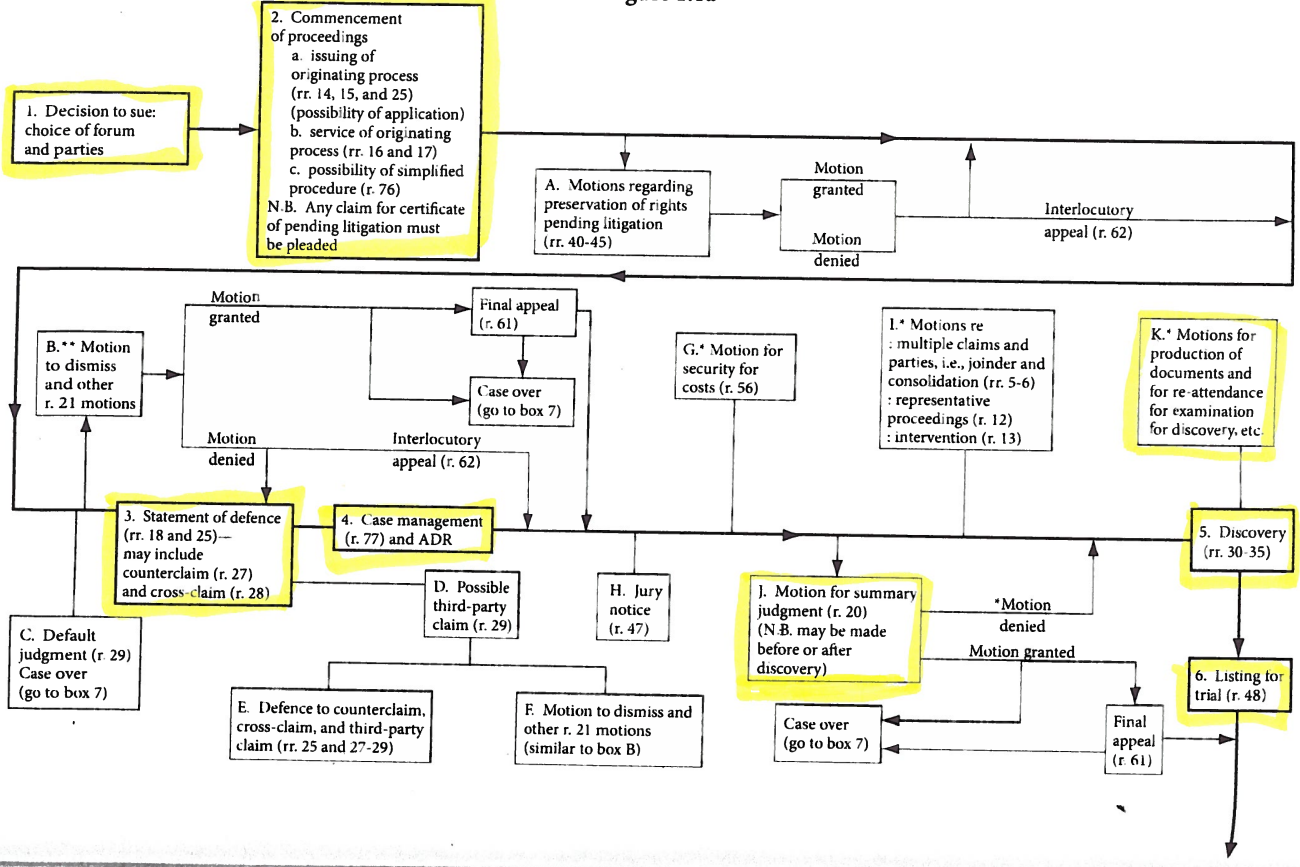 1. Decision to sue:
choice of forum
and parties
2. Commencement
of proceedings
a. issuing of
originating process
(rr. 14, 15, and 25)
(possibility of application)
b. service of originating
process (rr. 16 and 17)
c. possibility of simplified
procedure (r. 76)
N.B. Any claim for certificate
of pending litigation must
be pleaded
A. Motions regarding
preservation of rights
pending litigation
(rr. 40-45)
Motion
granted
Motion
denied
Interlocutory
appeal (r. 62)
B.** Motion
to dismiss
and other
r. 21 motions
Motion
granted
Final appeal
(r. 61)
Case over
(go to box 7)
Motion
denied
Interlocutory
appeal (r. 62)
G.* Motion for
security for
costs (r. 56)
I.* Motions re
: multiple claims and
parties, i.e., joinder and
consolidation (rr. 5-6)
: representative
proceedings (r. 12)
: intervention (r. 13)
K.* Motions for
production of
documents and
for re-attendance
for examination
for discovery, etc.
3. Statement of defence
(rr. 18 and 25)—
may include
counterclaim (r. 27)
and cross-claim (r. 28)
4. Case management
(r. 77) and ADR
5. Discovery
(rr. 30-35)
C. Default
judgment (r. 29)
Case over
(go to box 7)
D. Possible
third-party
claim (r. 29)
H. Jury
notice
(r. 47)
J. Motion for summary
judgment (r. 20)
(N.B. may be made
before or after
discovery)
*Motion
denied
Motion granted
6. Listing for
trial (r. 48)
E. Defence to counterclaim,
cross-claim, and third-party
claim (rr. 25 and 27-29)
F. Motion to dismiss and
other r. 21 motions
(similar to box B)
Case over
(go to box 7)
Final
appeal
(r. 61)